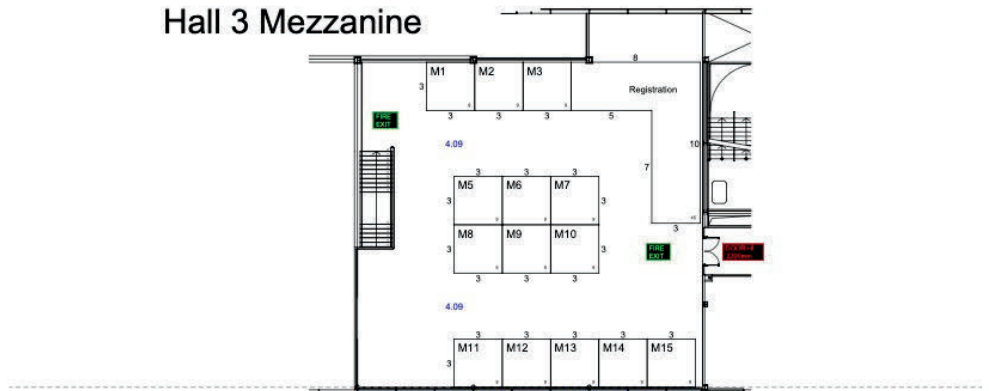 Hall 3 Mezzanine
8
M1 M2 M3
Registration
3
3 3 3 5
FIRE
EXIT
4.09
10
7
3 3 3
M5 M6 M7
3 3
3
M8 M9 M10
FIRE
EXIT
3 3
3 3 3
4.09
3 3 3 3 3
M11 M12 M13 M14 M15
3